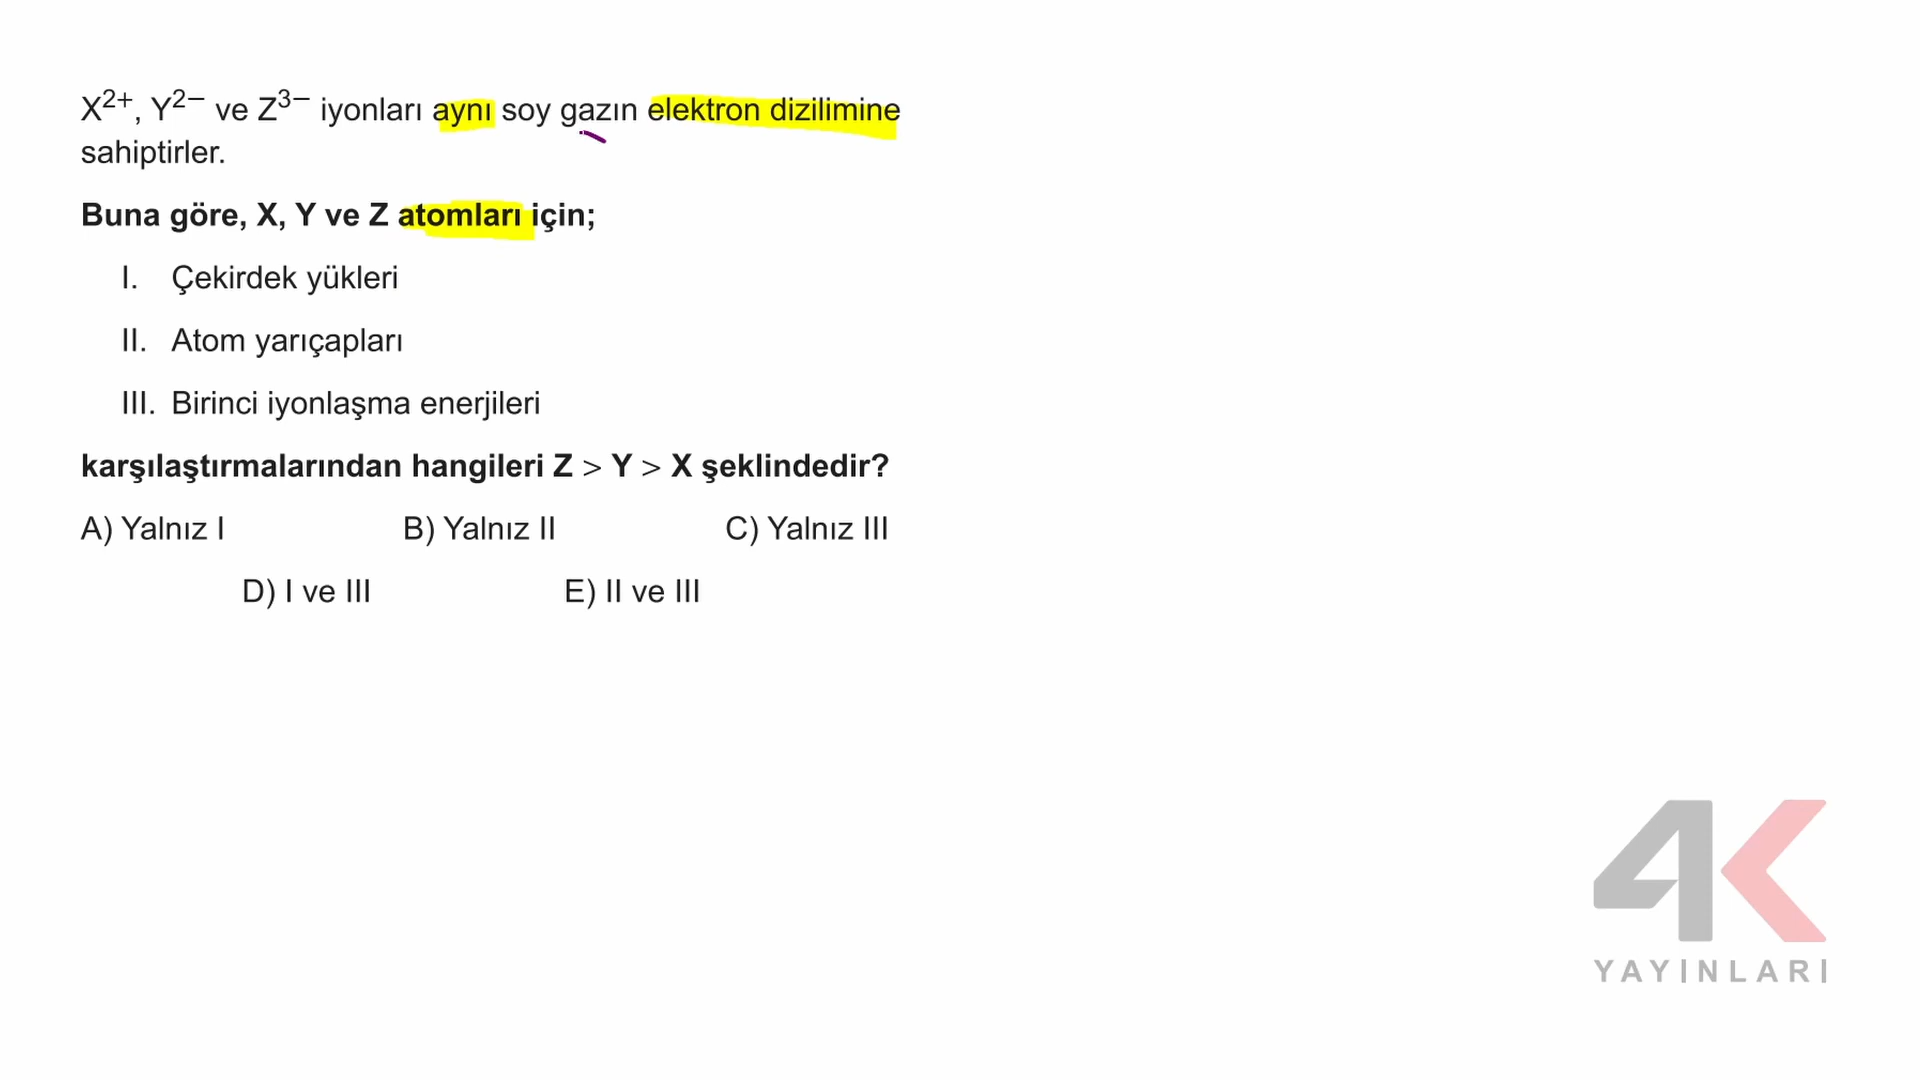 X²⁺, Y²⁻ ve Z³⁻ iyonları aynı soy gazın elektron dizilimine
sahiptirler.
Buna göre, X, Y ve Z atomları için;
I. Çekirdek yükleri
II. Atom yarıçapları
III. Birinci iyonlaşma enerjileri
karşılaştırmalarından hangileri Z > Y > X şeklindedir?
A) Yalnız I B) Yalnız II C) Yalnız III
D) I ve III E) II ve III
4K
YAYINLARI